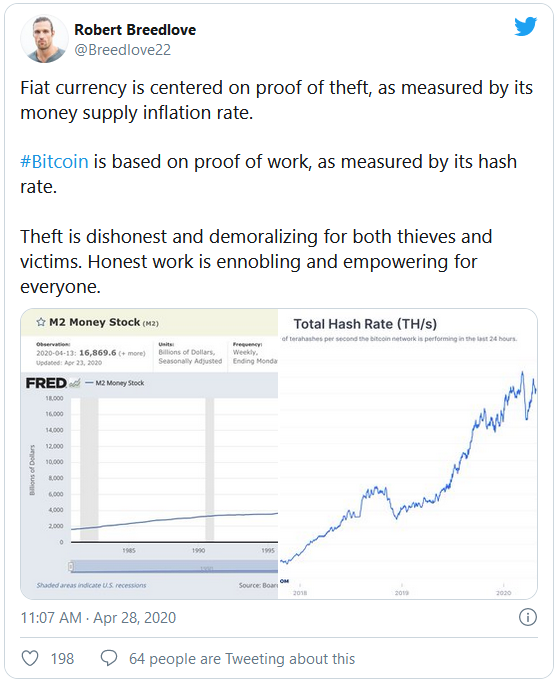 Robert Breedlove
@Breedlove22
Fiat currency is centered on proof of theft, as measured by its
money supply inflation rate.
#Bitcoin is based on proof of work, as measured by its hash
rate.
Theft is dishonest and demoralizing for both thieves and
victims. Honest work is ennobling and empowering for
everyone.
☆ M2 Money Stock (M2)
Observation:
2020-04-13: 16,869.6 (+ more)
Updated: Apr 23, 2020
Units:
Billions of Dollars,
Seasonally Adjusted
Frequency:
Weekly,
Ending Monda
FRED
M2 Money Stock
18,000
16,000
14,000
12,000
10,000
8,000
6,000
4,000
2,000
0
Billions of Dollars
1985
1990
1995
1990
Shaded areas indicate U.S. recessions
Source: Boar
Total Hash Rate (TH/s)
of terahashes per second the bitcoin network is performing in the last 24 hours.
OM
2018
2019
2020
11:07 AM · Apr 28, 2020
198
64 people are Tweeting about this